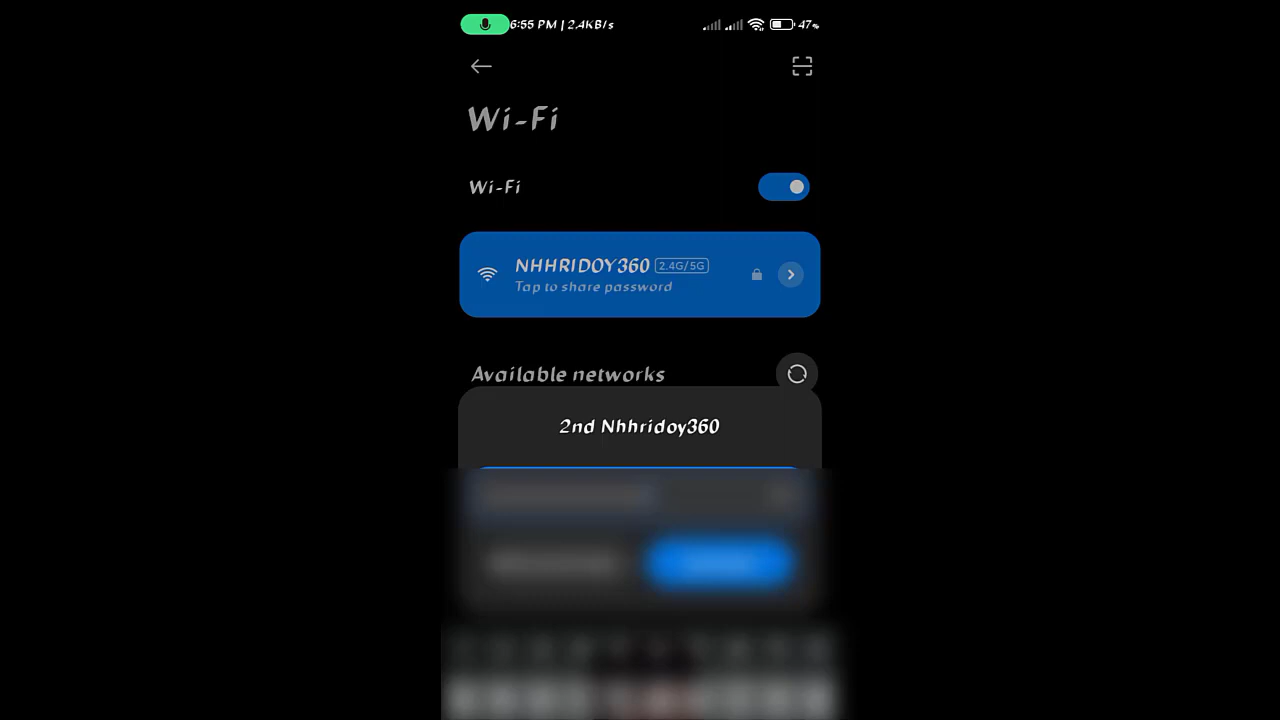 6:55 PM | 2.4KB/s 47%
Wi-Fi
Wi-Fi
NHHRIDOY360 2.4G/5G
Tap to share password
Available networks
2nd Nhhridoy360